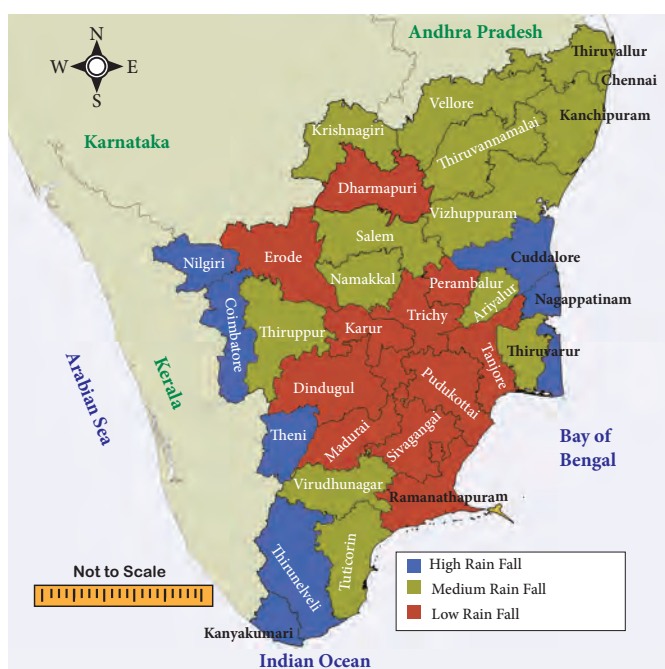 Andhra Pradesh
N
W E
S
Karnataka
Thiruvallur
Chennai
Vellore
Kanchipuram
Krishnagiri
Thiruvannamalai
Dharmapuri
Vizhuppuram
Salem
Cuddalore
Nilgiri
Erode
Namakkal
Perambalur
Ariyalur
Nagappatinam
Coimbatore
Thiruppur
Karur
Trichy
Thiruvarur
Tanjore
Arabian Sea
Kerala
Dindugul
Pudukottai
Theni
Madurai
Sivagangai
Bay of
Bengal
Virudhunagar
Ramanathapuram
Thirunelveli
Tuticorin
High Rain Fall
Medium Rain Fall
Low Rain Fall
Not to Scale
Kanyakumari
Indian Ocean